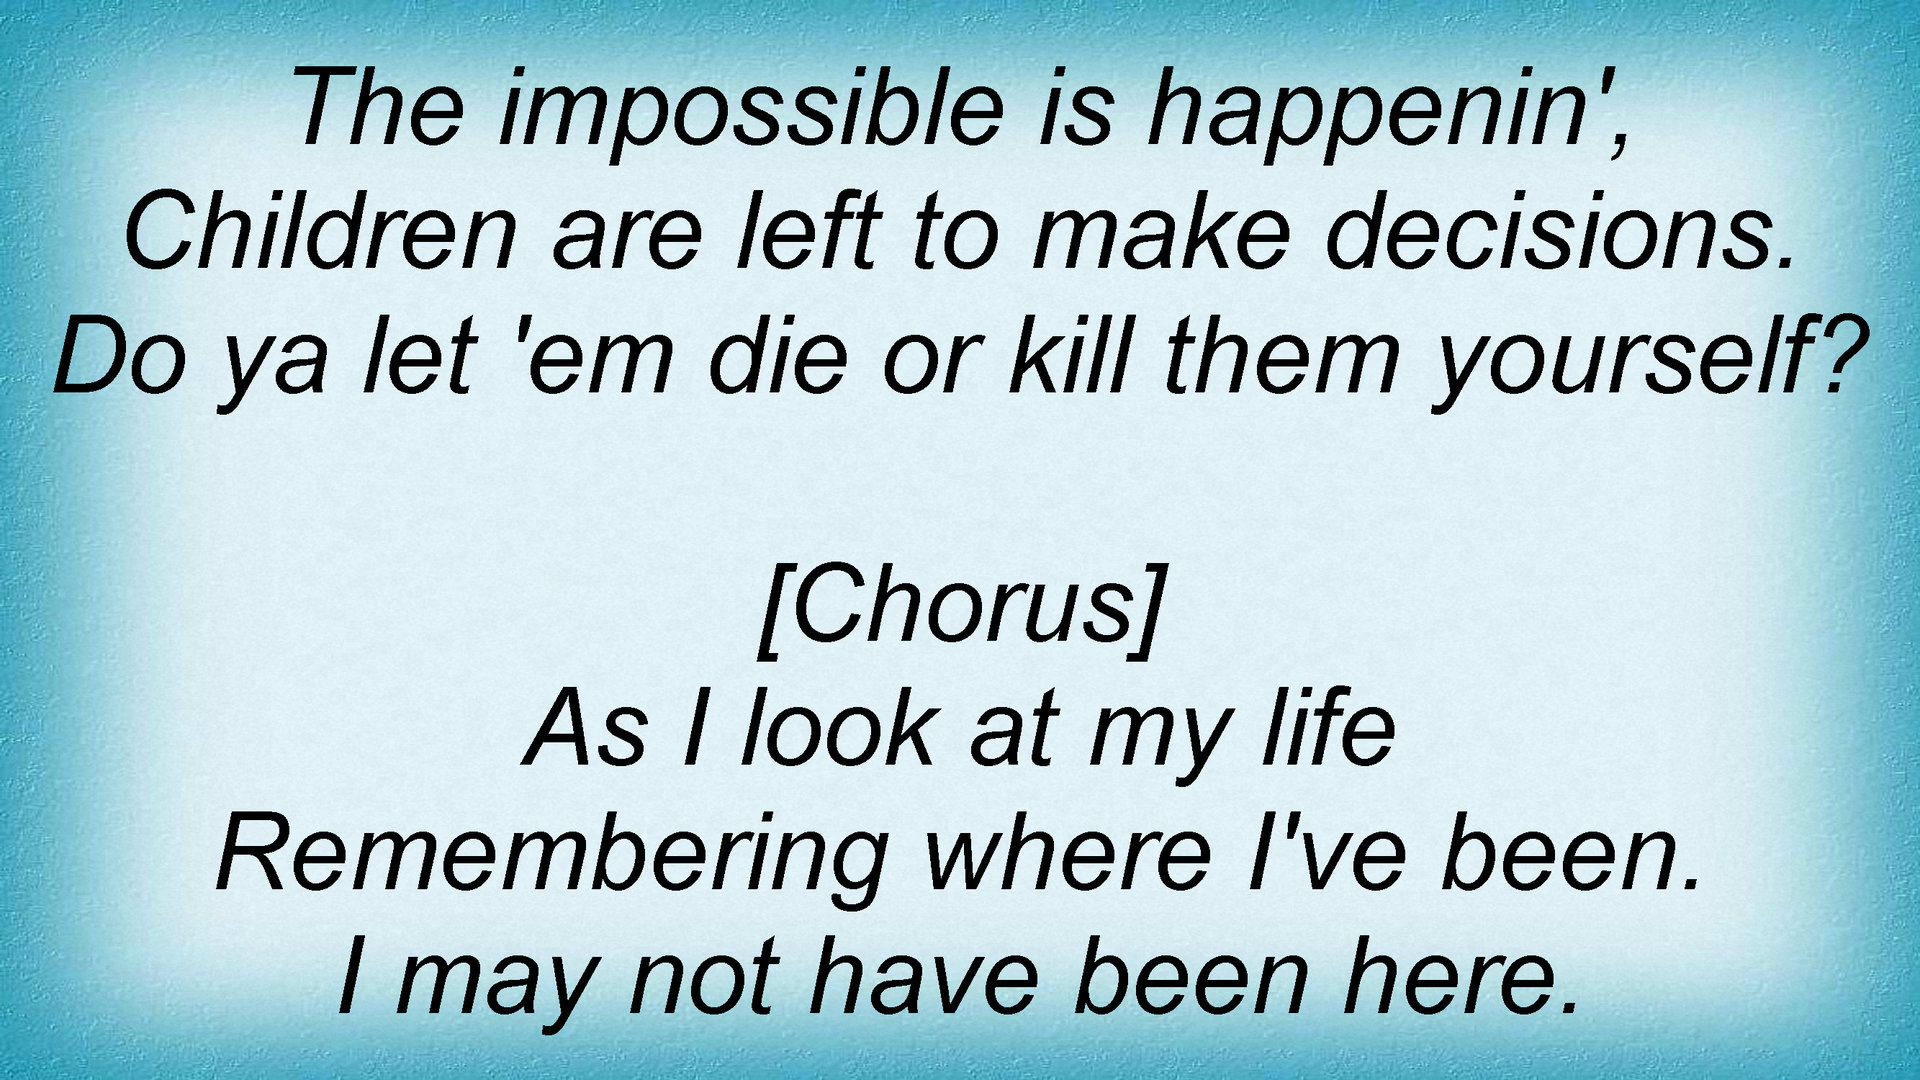 The impossible is happenin',
Children are left to make decisions.
Do ya let 'em die or kill them yourself?
[Chorus]
As I look at my life
Remembering where I've been.
I may not have been here.